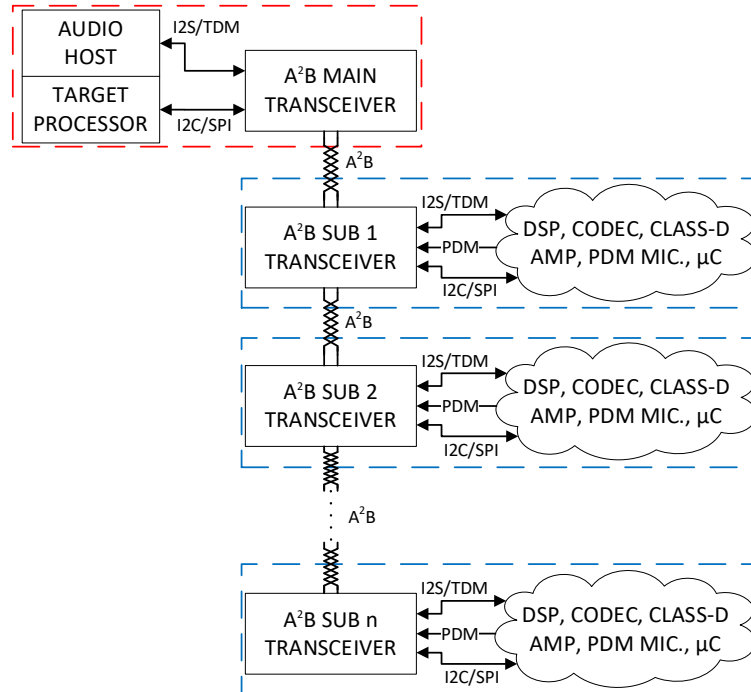 AUDIO
HOST
I2S/TDM
TARGET
PROCESSOR
I2C/SPI
A²B MAIN
TRANSCEIVER
A²B
A²B SUB 1
TRANSCEIVER
I2S/TDM
PDM
I2C/SPI
DSP, CODEC, CLASS-D
AMP, PDM MIC., µC
A²B
A²B SUB 2
TRANSCEIVER
I2S/TDM
PDM
I2C/SPI
DSP, CODEC, CLASS-D
AMP, PDM MIC., µC
A²B
A²B SUB n
TRANSCEIVER
I2S/TDM
PDM
I2C/SPI
DSP, CODEC, CLASS-D
AMP, PDM MIC., µC